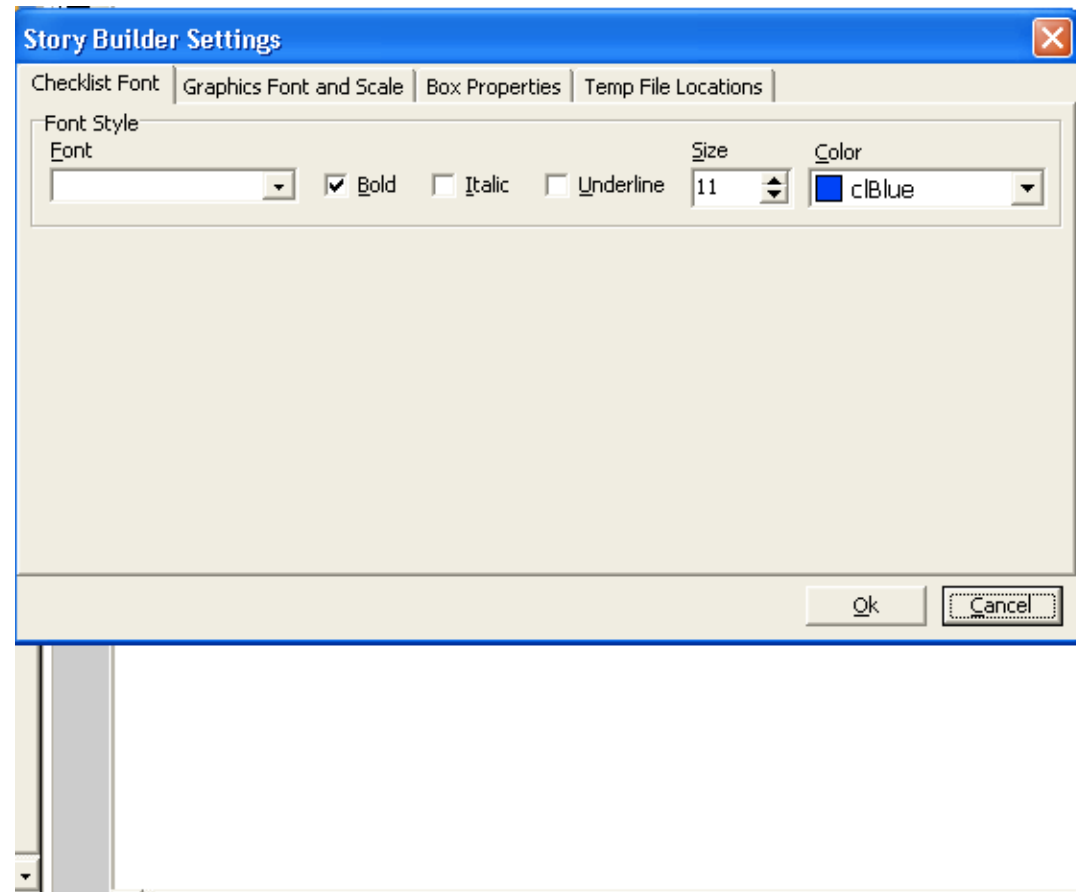 Story Builder Settings
Checklist Font Graphics Font and Scale Box Properties Temp File Locations
Font Style
Font Size Color
Bold Italic Underline 11 clBlue
Ok Cancel